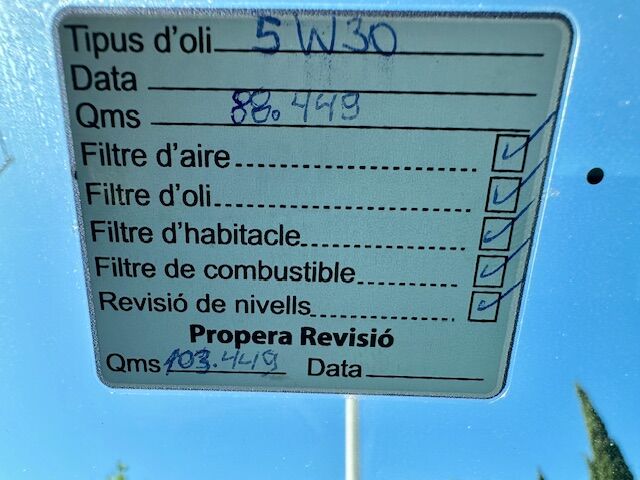 Tipus d'oli 5W30
Data
Qms 88.449
Filtre d'aire
Filtre d'oli
Filtre d'habitacle
Filtre de combustible
Revisió de nivells
Propera Revisió
Qms 103.449 Data